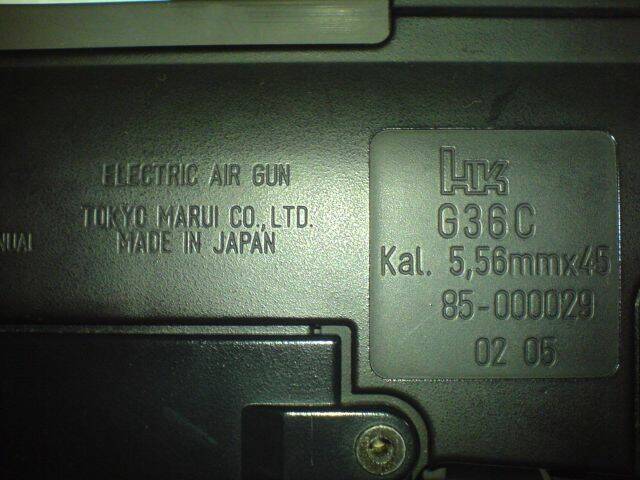 ELECTRIC AIR GUN
TOKYO MARUI CO., LTD.
MADE IN JAPAN
HK
G36C
Kal. 5,56mmx45
85-000029
02 05